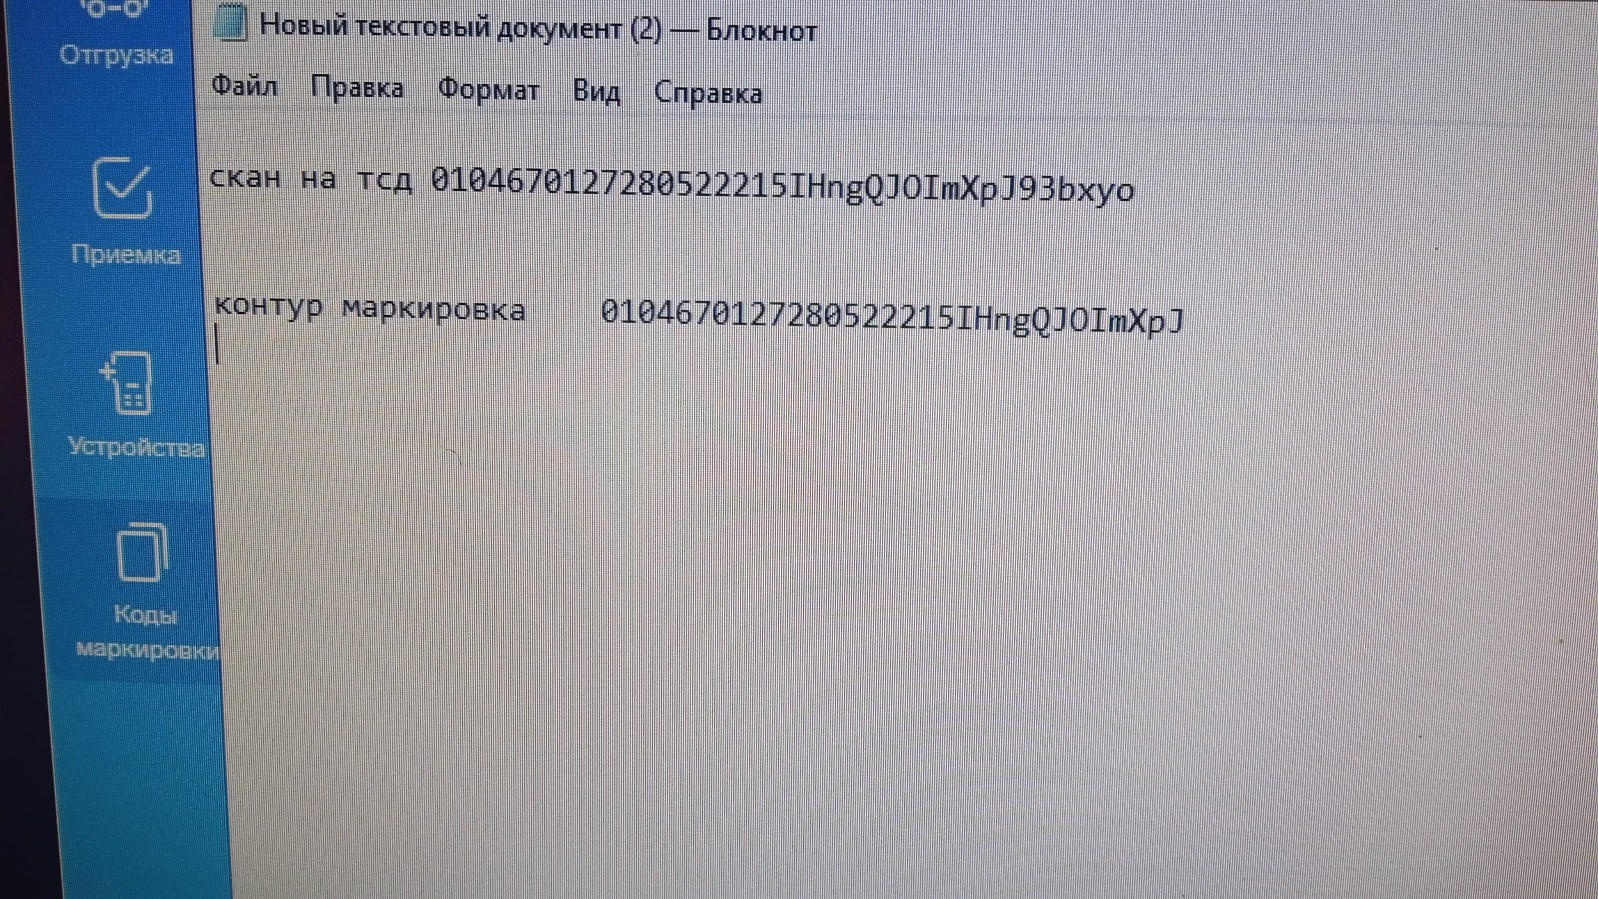 Отгрузка
Приемка
Устройства
Коды
маркировки
Новый текстовый документ (2) — Блокнот
Файл Правка Формат Вид Справка
скан на тсд 0104670127280522215IHngQJOImXpJ93bxyo
контур маркировка 0104670127280522215IHngQJOImXpJ